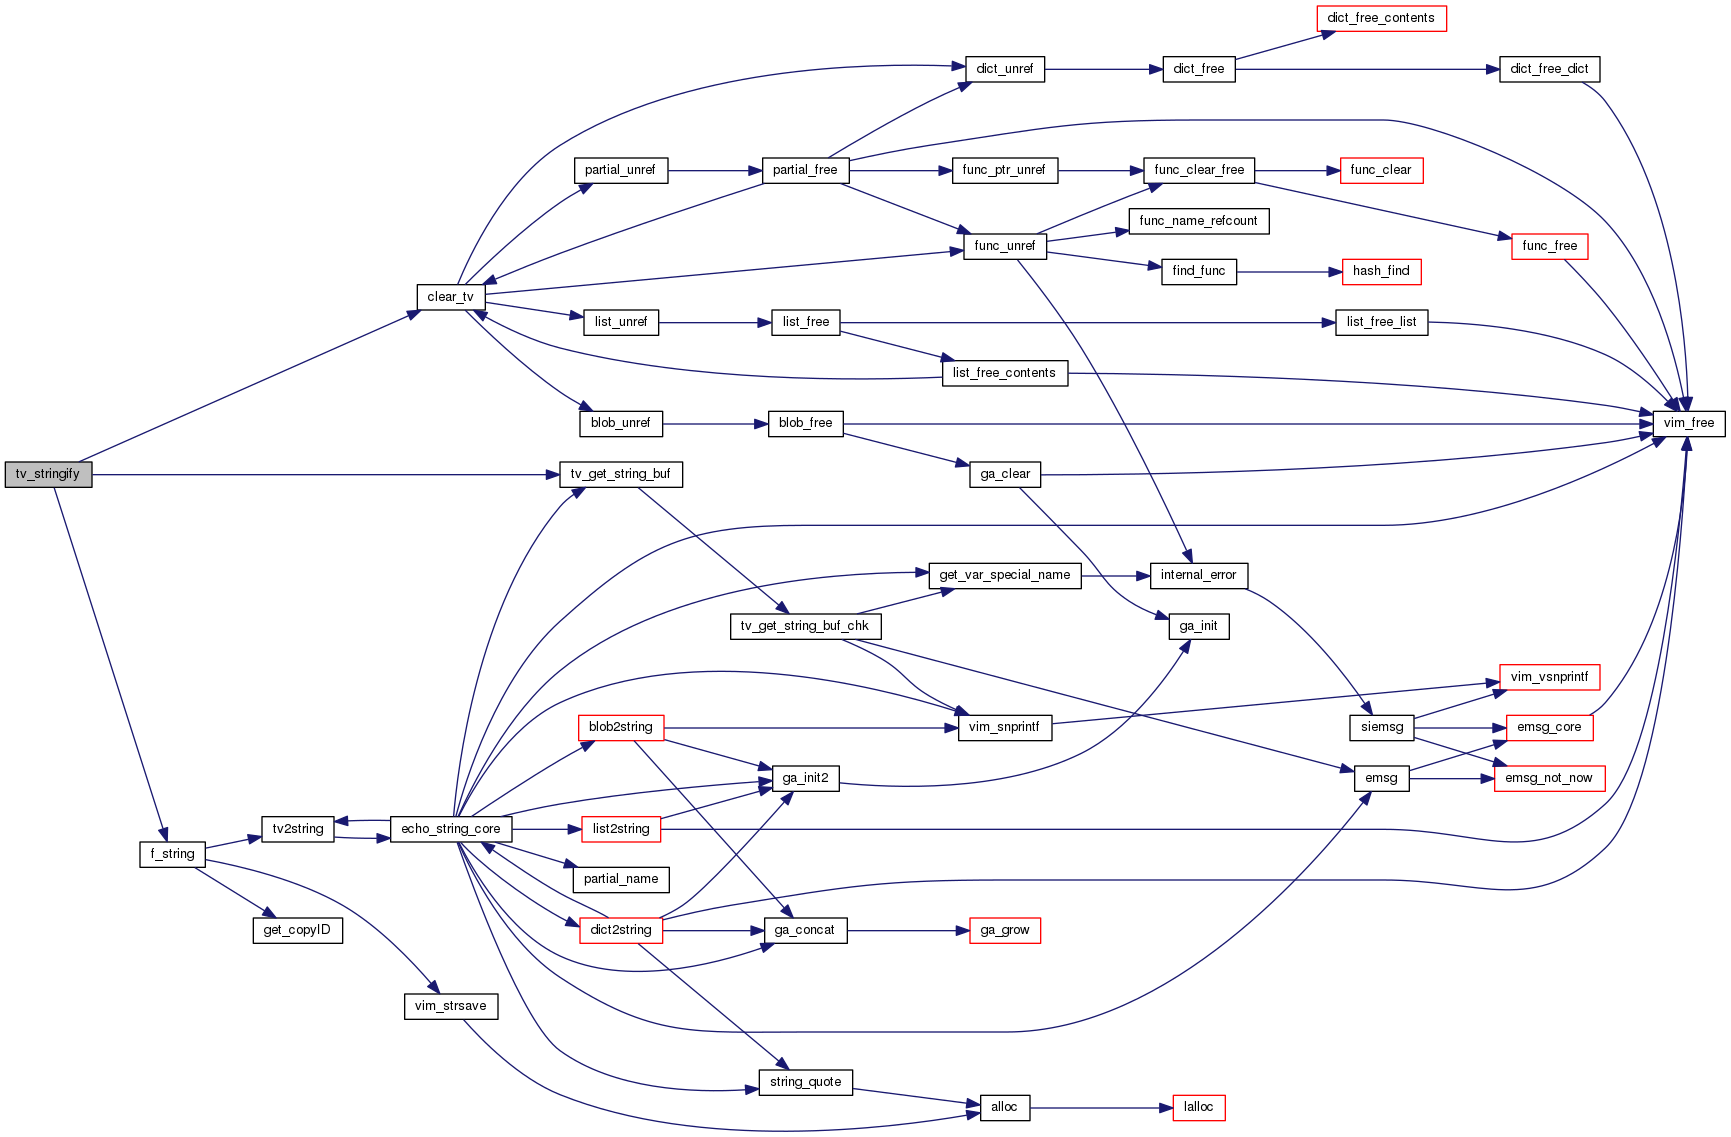 dict_free_contents
dict_unref
dict_free
dict_free_dict
partial_unref
partial_free
func_ptr_unref
func_clear_free
func_clear
func_name_refcount
func_unref
func_free
find_func
hash_find
clear_tv
list_unref
list_free
list_free_list
list_free_contents
blob_unref
blob_free
vim_free
tv_stringify
tv_get_string_buf
ga_clear
get_var_special_name
internal_error
tv_get_string_buf_chk
ga_init
vim_vsnprintf
blob2string
vim_snprintf
siemsg
emsg_core
ga_init2
emsg
emsg_not_now
tv2string
echo_string_core
list2string
f_string
partial_name
get_copyID
dict2string
ga_concat
ga_grow
vim_strsave
string_quote
alloc
lalloc